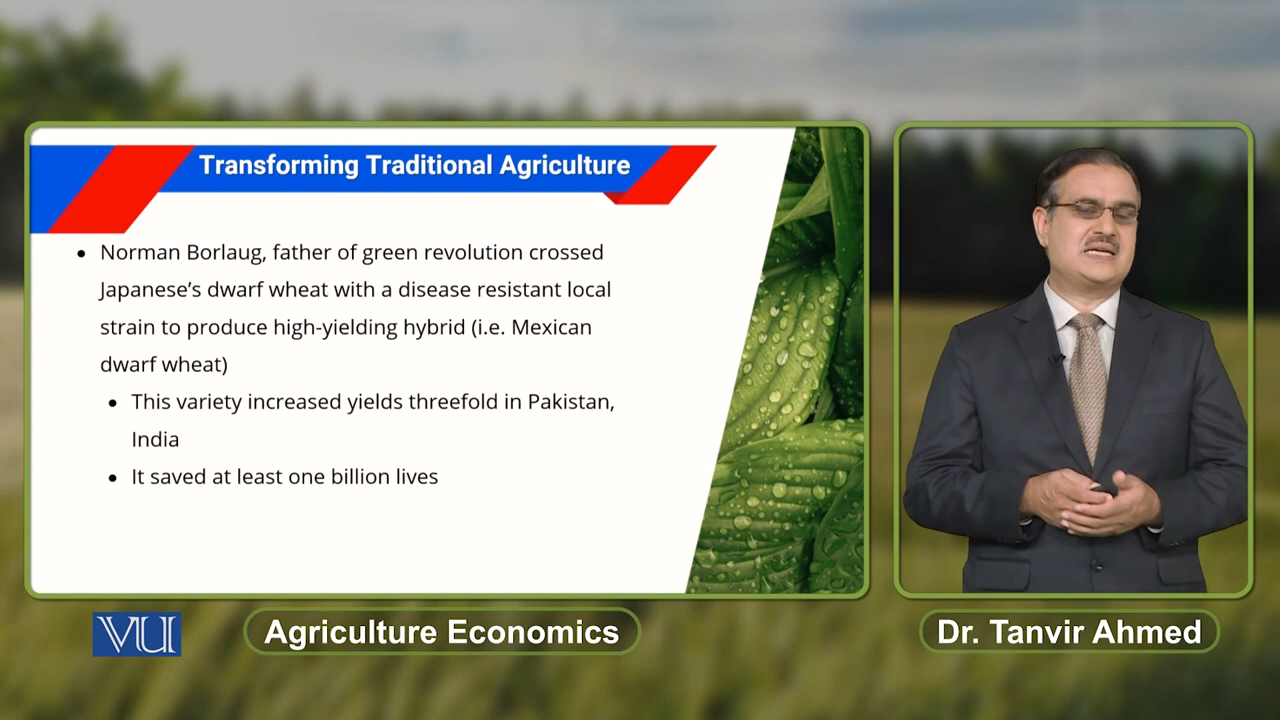 Transforming Traditional Agriculture
• Norman Borlaug, father of green revolution crossed
Japanese’s dwarf wheat with a disease resistant local
strain to produce high-yielding hybrid (i.e. Mexican
dwarf wheat)
• This variety increased yields threefold in Pakistan,
India
• It saved at least one billion lives
VU
Agriculture Economics
Dr. Tanvir Ahmed